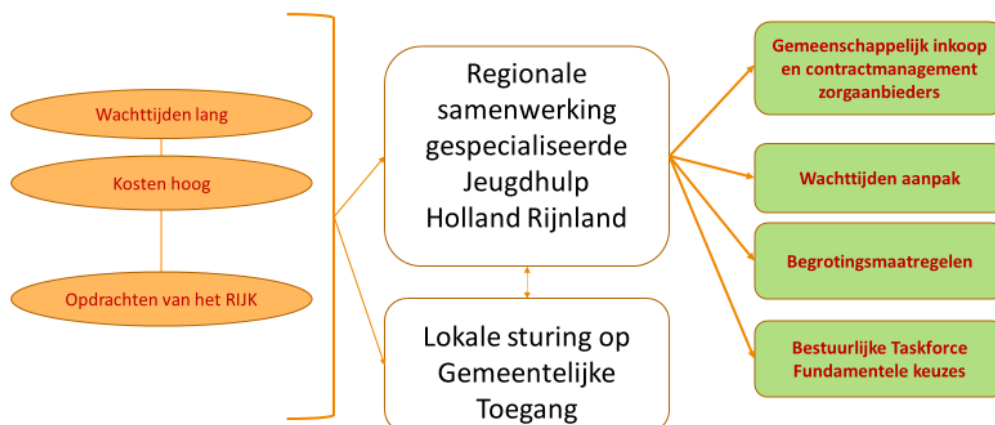 Wachttijden lang
Kosten hoog
Opdrachten van het RIJK
Regionale
samenwerking
gespecialiseerde
Jeugdhulp
Holland Rijnland
Lokale sturing op
Gemeentelijke
Toegang
Gemeenschappelijk inkoop
en contractmanagement
zorgaanbieders
Wachttijden aanpak
Begrotingsmaatregelen
Bestuurlijke Taskforce
Fundamentele keuzes